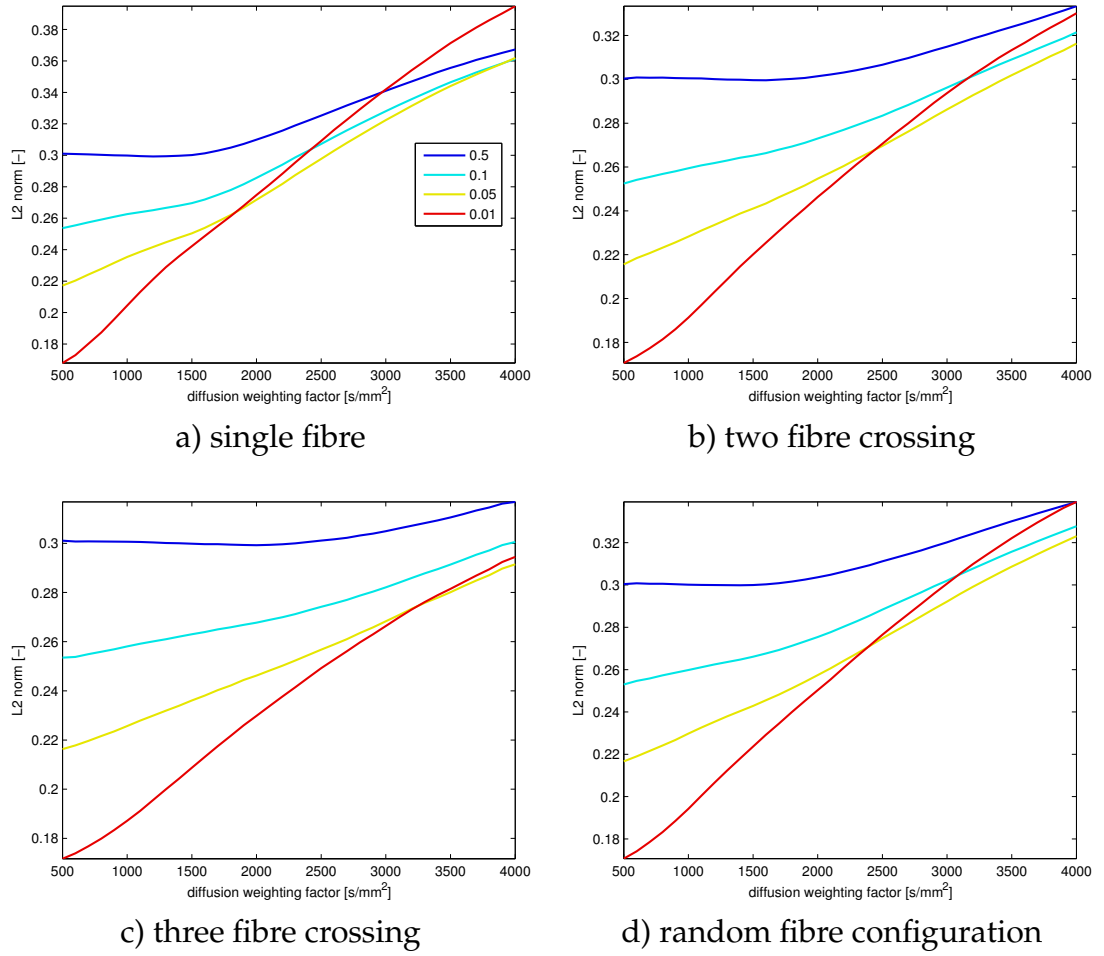 0.38
0.36
0.34
0.32
0.3
0.28
0.26
0.24
0.22
0.2
0.18
L2 norm [−]
0.5
0.1
0.05
0.01
500 1000 1500 2000 2500 3000 3500 4000
diffusion weighting factor [s/mm²]
a) single fibre
0.32
0.3
0.28
0.26
0.24
0.22
0.2
0.18
L2 norm [−]
500 1000 1500 2000 2500 3000 3500 4000
diffusion weighting factor [s/mm²]
b) two fibre crossing
0.3
0.28
0.26
0.24
0.22
0.2
0.18
L2 norm [−]
500 1000 1500 2000 2500 3000 3500 4000
diffusion weighting factor [s/mm²]
c) three fibre crossing
0.32
0.3
0.28
0.26
0.24
0.22
0.2
0.18
L2 norm [−]
500 1000 1500 2000 2500 3000 3500 4000
diffusion weighting factor [s/mm²]
d) random fibre configuration